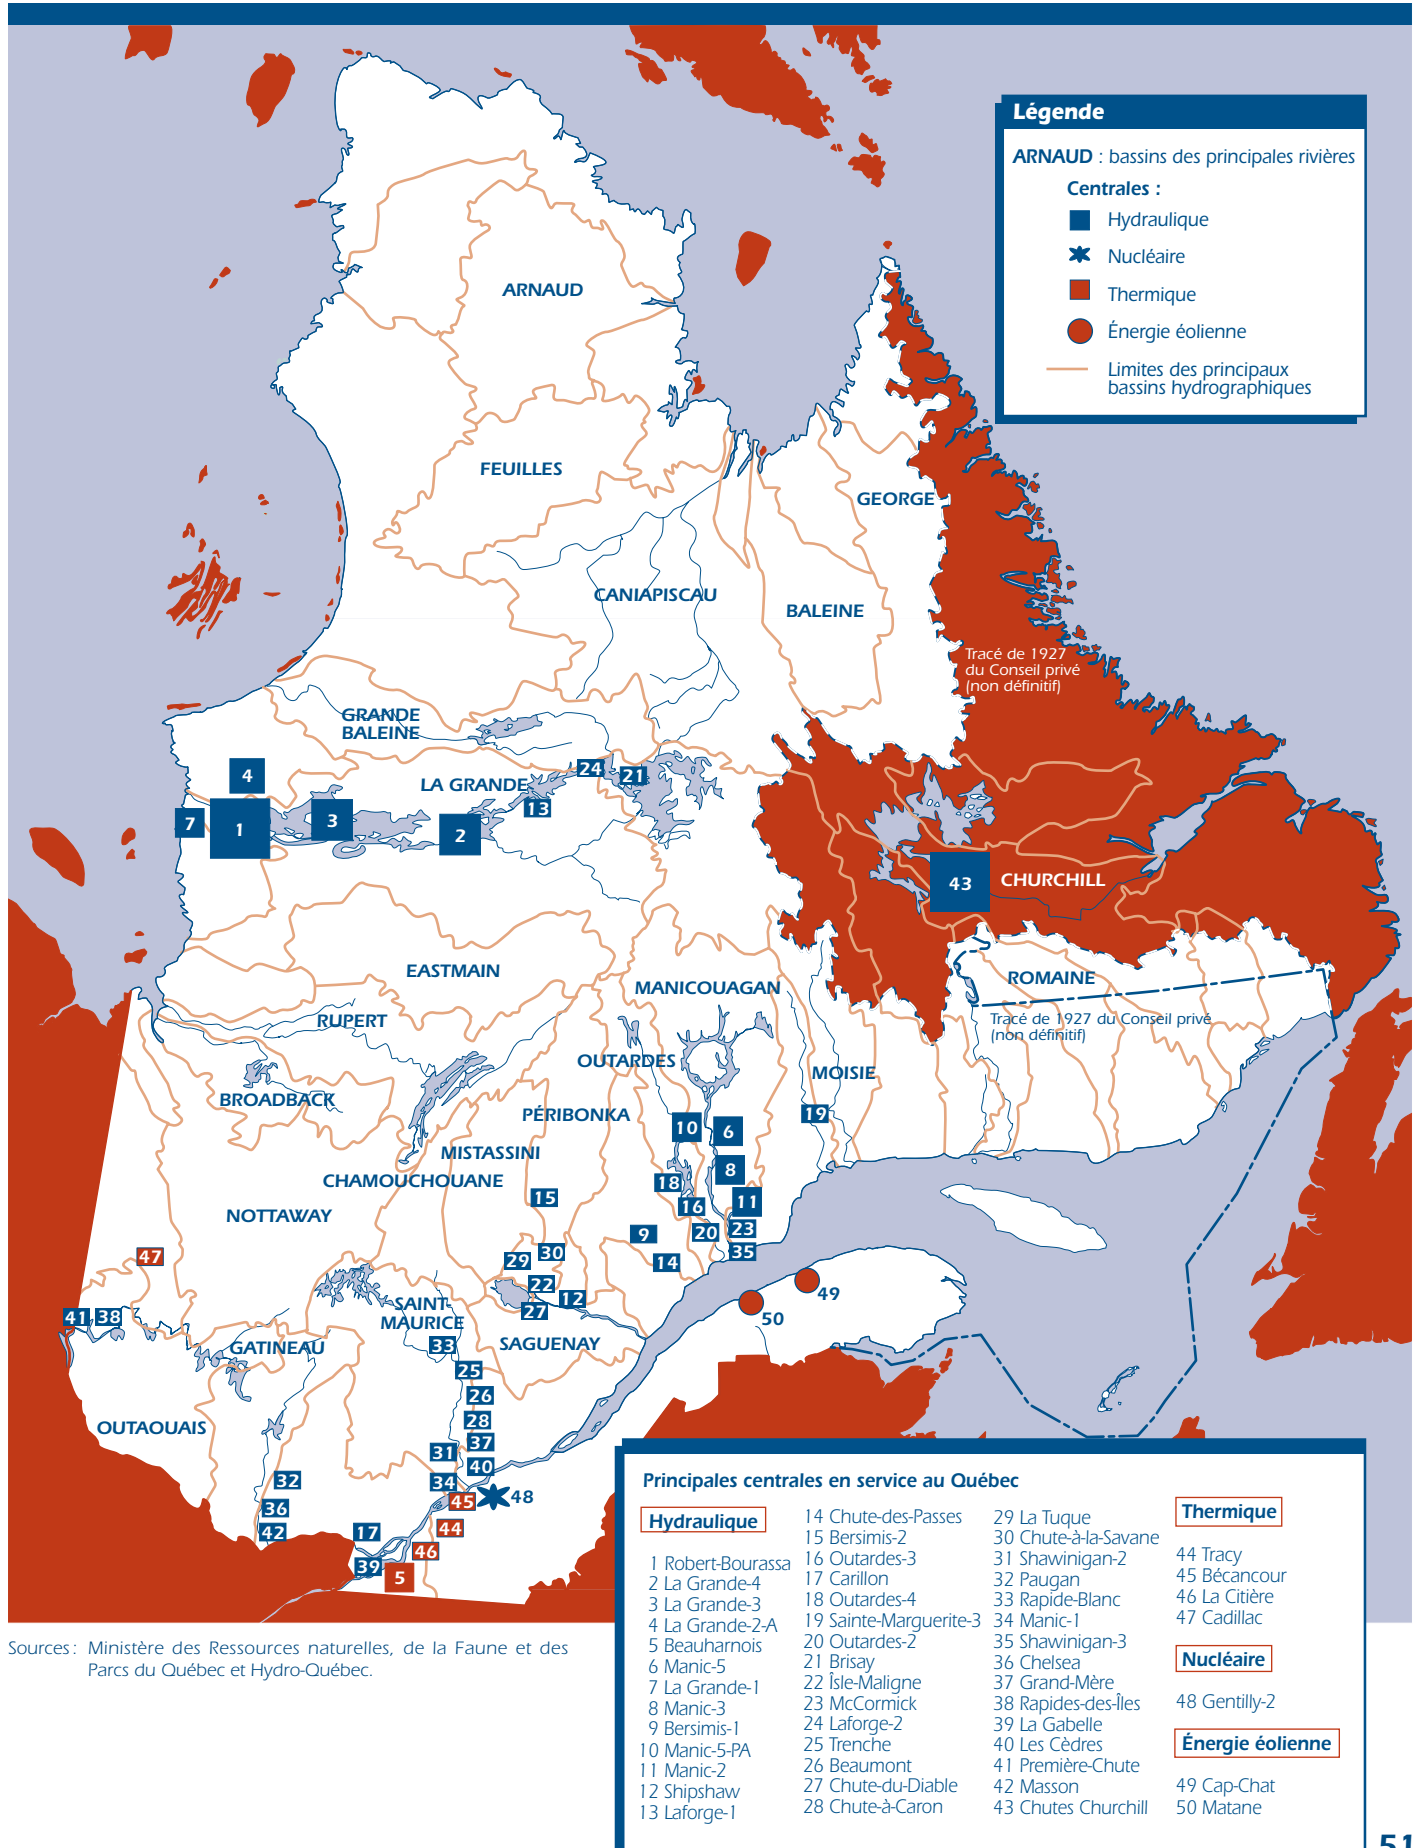 Légende
ARNAUD : bassins des principales rivières
Centrales :
Hydraulique
Nucléaire
Thermique
Énergie éolienne
Limites des principaux
bassins hydrographiques
ARNAUD
FEUILLES
GEORGE
CANIAPISCAU
BALEINE
Tracé de 1927
du Conseil privé
(non définitif)
GRANDE
BALEINE
4
LA GRANDE
24
21
13
7
1
3
2
43
CHURCHILL
EASTMAIN
MANICOUAGAN
ROMAINE
RUPERT
Tracé de 1927 du Conseil privé
(non définitif)
OUTARDES
MOISIE
BROADBACK
PÉRIBONKA
19
10
6
MISTASSINI
8
CHAMOUCHOUANE
18
15
11
16
NOTTAWAY
9
20
23
47
29
30
14
35
22
49
12
SAINT-
MAURICE
27
50
41
38
GATINEAU
33
SAGUENAY
25
26
OUTAOUAIS
28
37
31
40
32
34
45
48
36
44
42
17
46
39
5
Principales centrales en service au Québec
Hydraulique
1 Robert-Bourassa
2 La Grande-4
3 La Grande-3
4 La Grande-2-A
5 Beauharnois
6 Manic-5
7 La Grande-1
8 Manic-3
9 Bersimis-1
10 Manic-5-PA
11 Manic-2
12 Shipshaw
13 Laforge-1
14 Chute-des-Passes
15 Bersimis-2
16 Outardes-3
17 Carillon
18 Outardes-4
19 Sainte-Marguerite-3
20 Outardes-2
21 Brisay
22 Îsle-Maligne
23 McCormick
24 Laforge-2
25 Trenche
26 Beaumont
27 Chute-du-Diable
28 Chute-à-Caron
29 La Tuque
30 Chute-à-la-Savane
31 Shawinigan-2
32 Paugan
33 Rapide-Blanc
34 Manic-1
35 Shawinigan-3
36 Chelsea
37 Grand-Mère
38 Rapides-des-Îles
39 La Gabelle
40 Les Cèdres
41 Première-Chute
42 Masson
43 Chutes Churchill
Thermique
44 Tracy
45 Bécancour
46 La Citière
47 Cadillac
Nucléaire
48 Gentilly-2
Énergie éolienne
49 Cap-Chat
50 Matane
Sources : Ministère des Ressources naturelles, de la Faune et des
Parcs du Québec et Hydro-Québec.
51